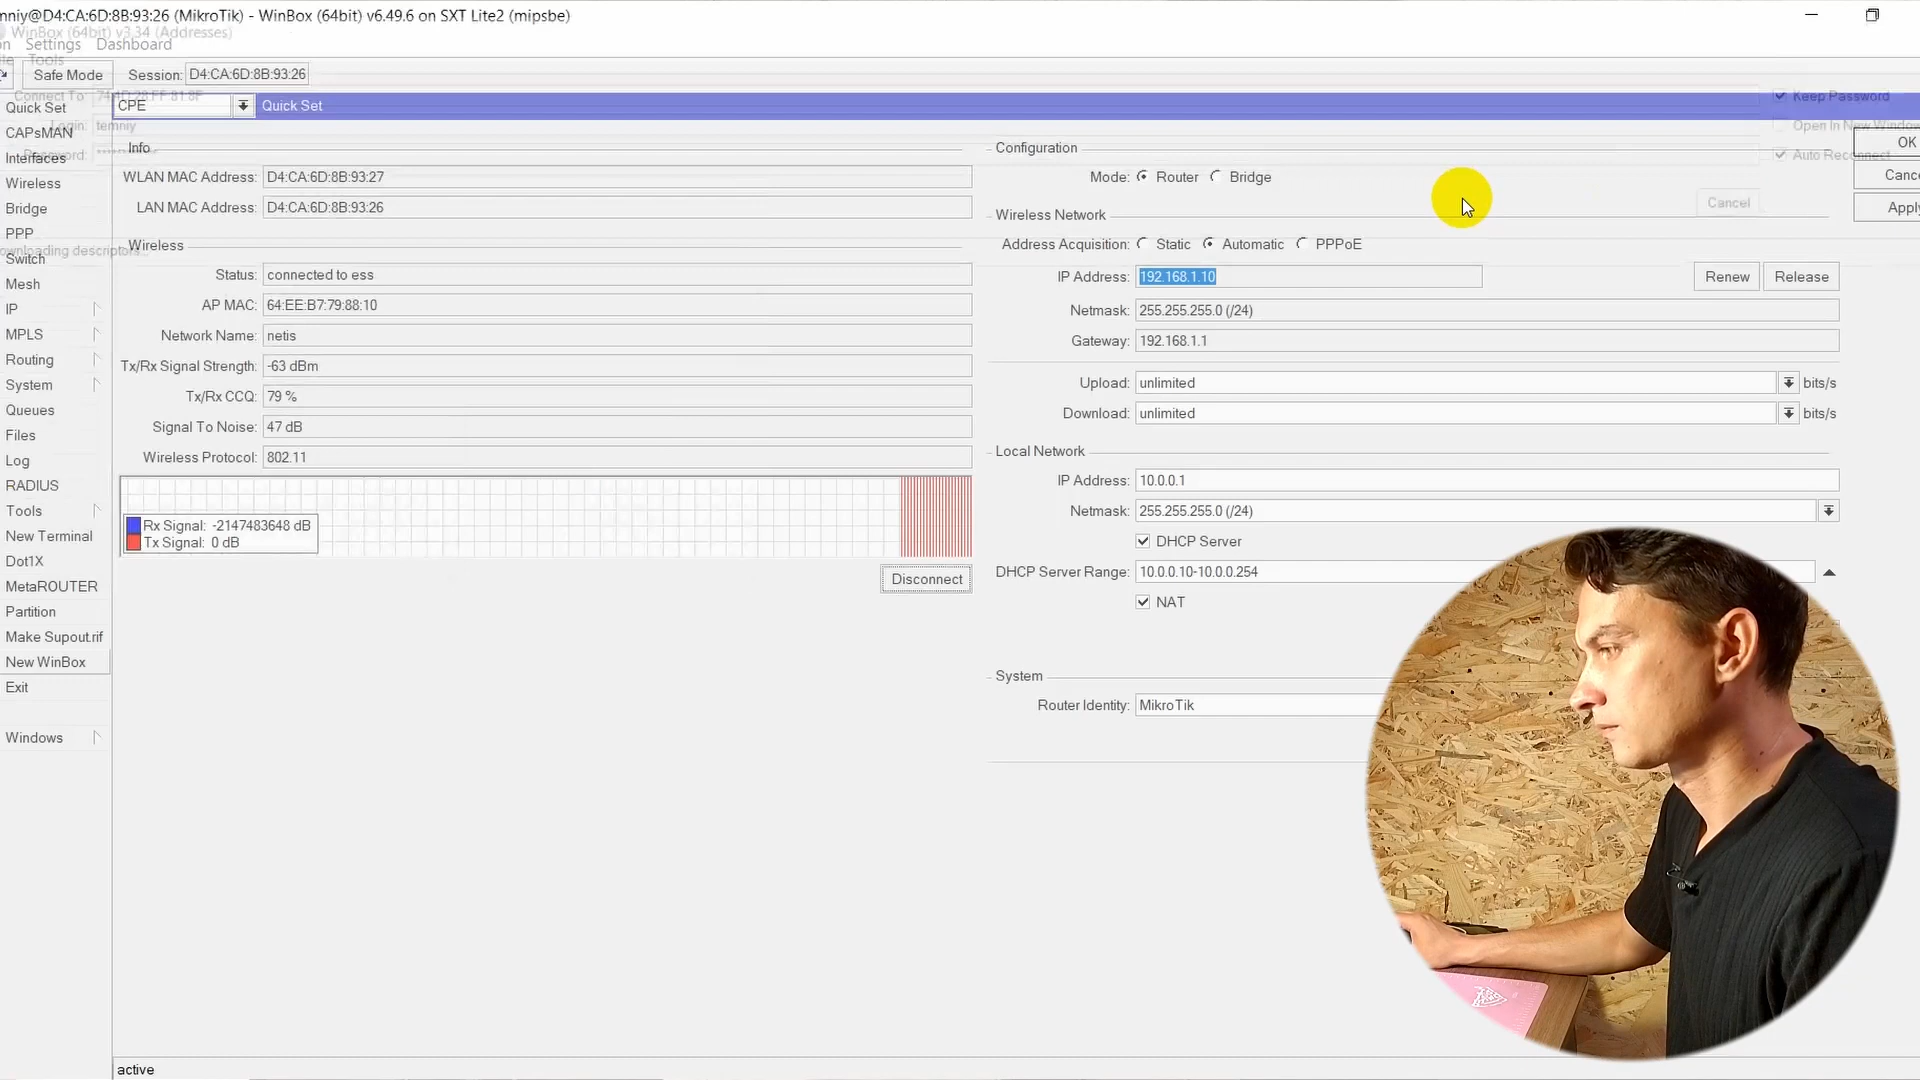 mniy@D4:CA:6D:8B:93:26 (MikroTik) - WinBox (64bit) v6.49.6 on SXT Lite2 (mipsbe)
WinBox (64bit) v3.34 (Addresses)
on Settings Dashboard
Tools
Safe Mode Session: D4:CA:6D:8B:93:26
Connect To: 74:4D:28:FF:81:8F
Keep Password
Quick Set
CPE Quick Set
Login: temniy
Open In New Window
CAPsMAN
Password:
Auto Reconnect
Interfaces
Wireless
Bridge
PPP
ownloading descriptors...
Switch
Mesh
IP
MPLS
Routing
System
Queues
Files
Log
RADIUS
Tools
New Terminal
Dot1X
MetaROUTER
Partition
Make Supout.rif
New WinBox
Exit
Windows
Info
WLAN MAC Address: D4:CA:6D:8B:93:27
LAN MAC Address: D4:CA:6D:8B:93:26
Wireless
Status: connected to ess
AP MAC: 64:EE:B7:79:88:10
Network Name: netis
Tx/Rx Signal Strength: -63 dBm
Tx/Rx CCQ: 79 %
Signal To Noise: 47 dB
Wireless Protocol: 802.11
Rx Signal: -2147483648 dB
Tx Signal: 0 dB
Disconnect
Configuration
Mode: Router Bridge
Wireless Network
Address Acquisition: Static Automatic PPPoE
IP Address: 192.168.1.10 Renew Release
Netmask: 255.255.255.0 (/24)
Gateway: 192.168.1.1
Upload: unlimited bits/s
Download: unlimited bits/s
Local Network
IP Address: 10.0.0.1
Netmask: 255.255.255.0 (/24)
DHCP Server
DHCP Server Range: 10.0.0.10-10.0.0.254
NAT
System
Router Identity: MikroTik
OK
Cance
Apply
Cancel
active